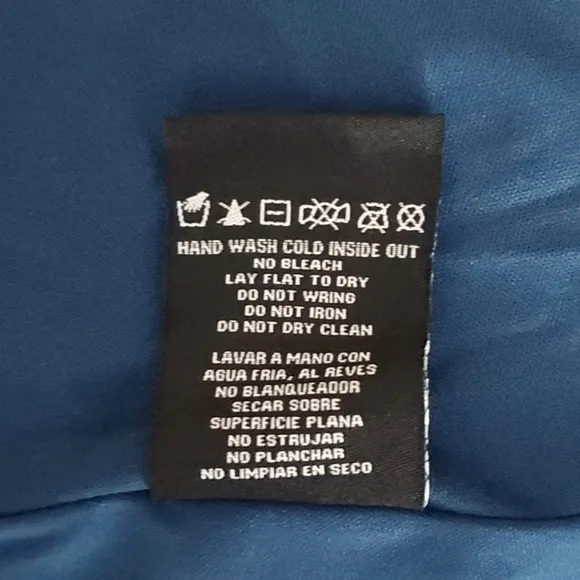 HAND WASH COLD INSIDE OUT
NO BLEACH
LAY FLAT TO DRY
DO NOT WRING
DO NOT IRON
DO NOT DRY CLEAN
LAVAR A MANO CON
AGUA FRIA, AL REVES
NO BLANQUEADOR
SECAR SOBRE
SUPERFICIE PLANA
NO ESTRUJAR
NO PLANCHAR
NO LIMPIAR EN SECO